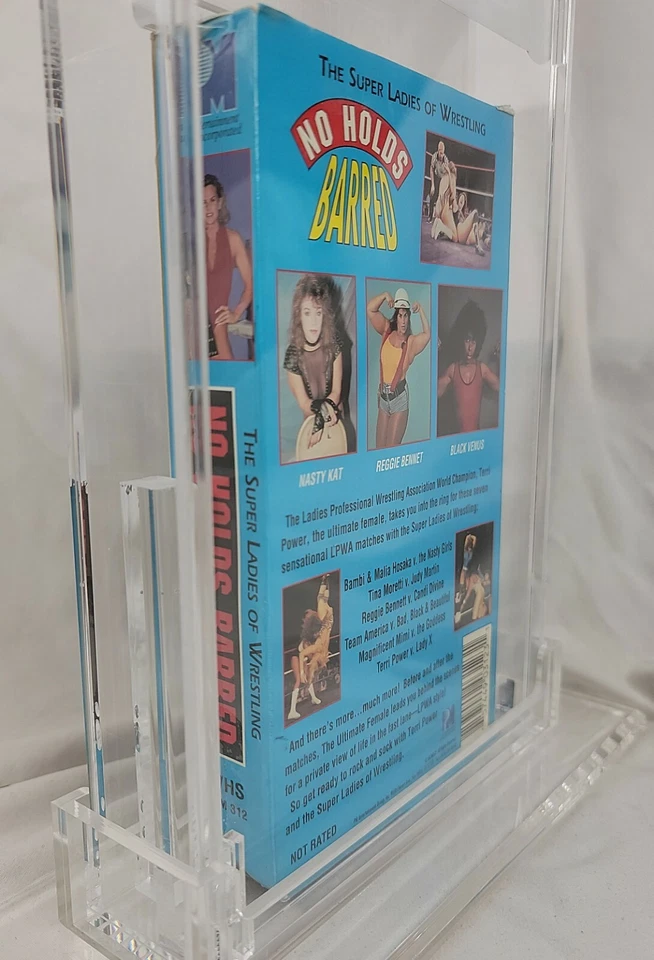 THE SUPER LADIES OF WRESTLING
NO HOLDS
BARRED
NASTY KAT
REGGIE BENNET
BLACK VENUS
The Ladies Professional Wrestling Association World Champion, Terri
Power, the ultimate female, takes you into the ring for these seven
sensational LPWA matches with the Super Ladies of Wrestling:
Bambi & Malia Hosaka v. the Nasty Girls
Tina Moretti v. Judy Martin
Reggie Bennett v. Candi Divine
Team America v. Bad, Black & Beautiful
Magnificent Mimi v. the Goddess
Terri Power v. Lady X
And there's more...much more! Before and after the
matches, The Ultimate Female leads you behind the scenes
for a private view of life in the fast lane—LPWA style!
So get ready to rock and sock with Terri Power
and the Super Ladies of Wrestling.
NOT RATED
THE SUPER LADIES OF WRESTLING
NO HOLDS BARRED
VHS
M 312